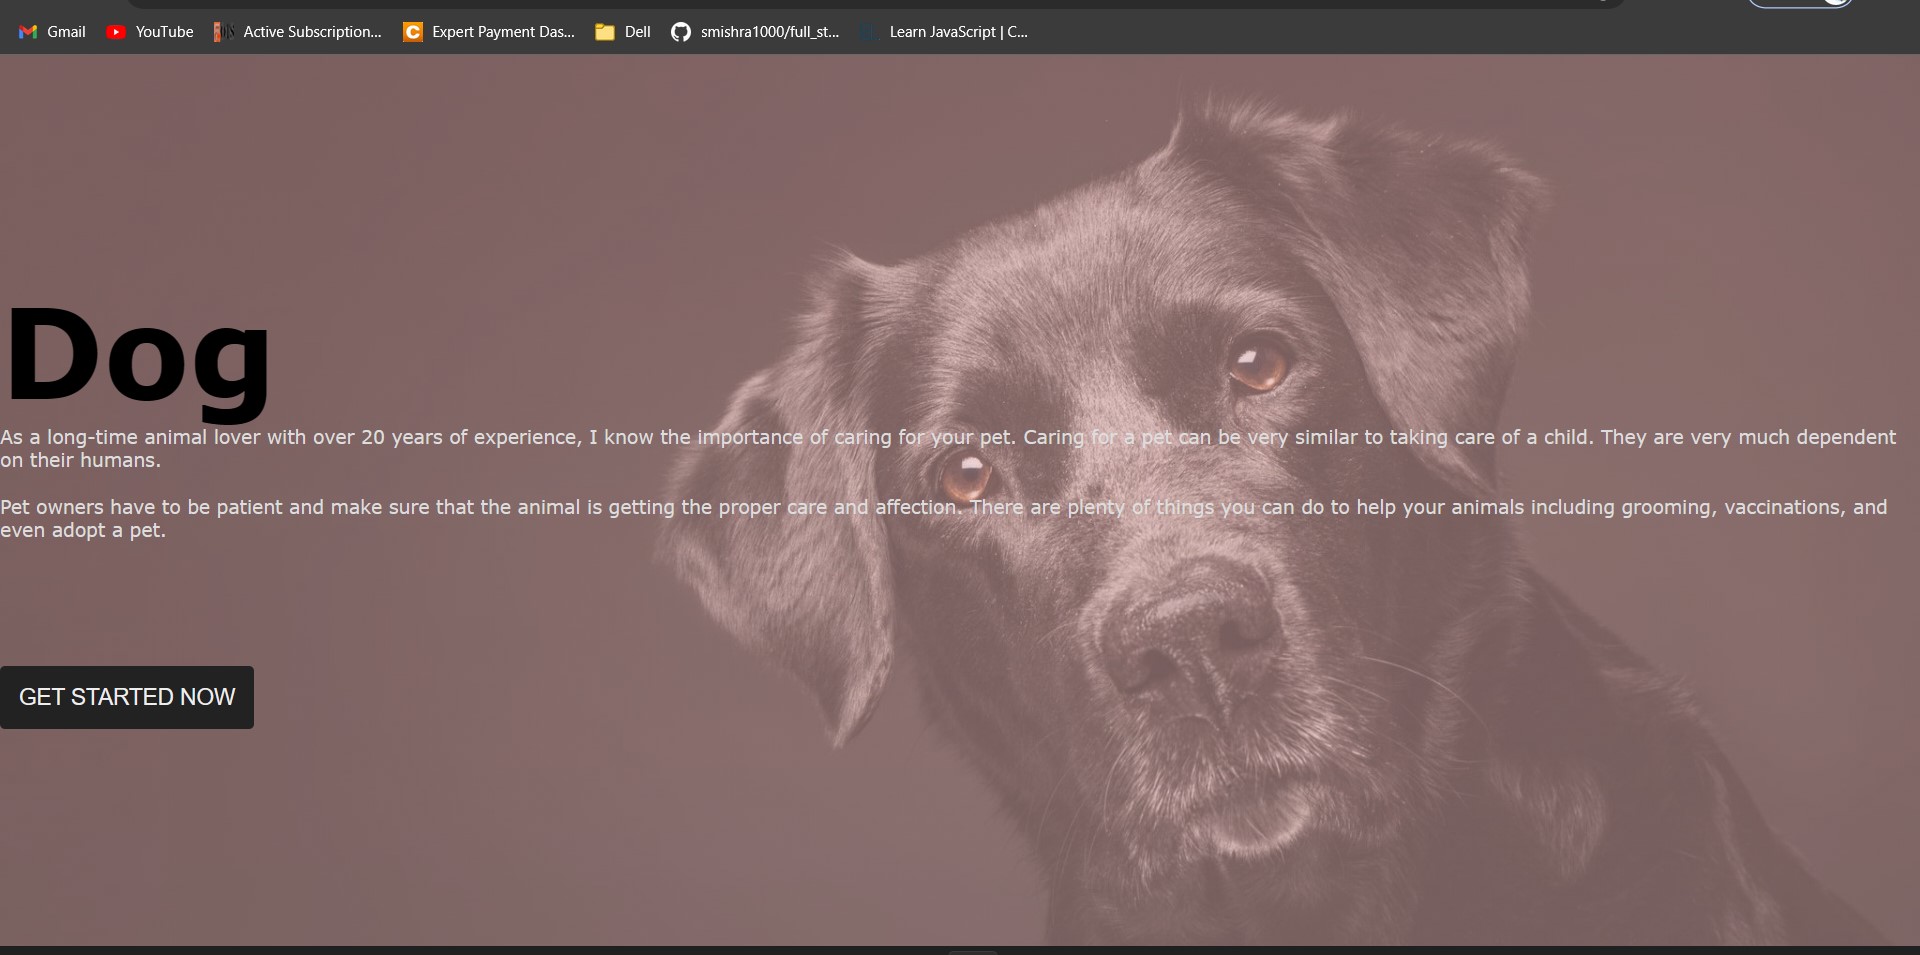 Gmail YouTube Active Subscription... Expert Payment Das... Dell smishra1000/full_st... Learn JavaScript | C...
Dog
As a long-time animal lover with over 20 years of experience, I know the importance of caring for your pet. Caring for a pet can be very similar to taking care of a child. They are very much dependent
on their humans.
Pet owners have to be patient and make sure that the animal is getting the proper care and affection. There are plenty of things you can do to help your animals including grooming, vaccinations, and
even adopt a pet.
GET STARTED NOW